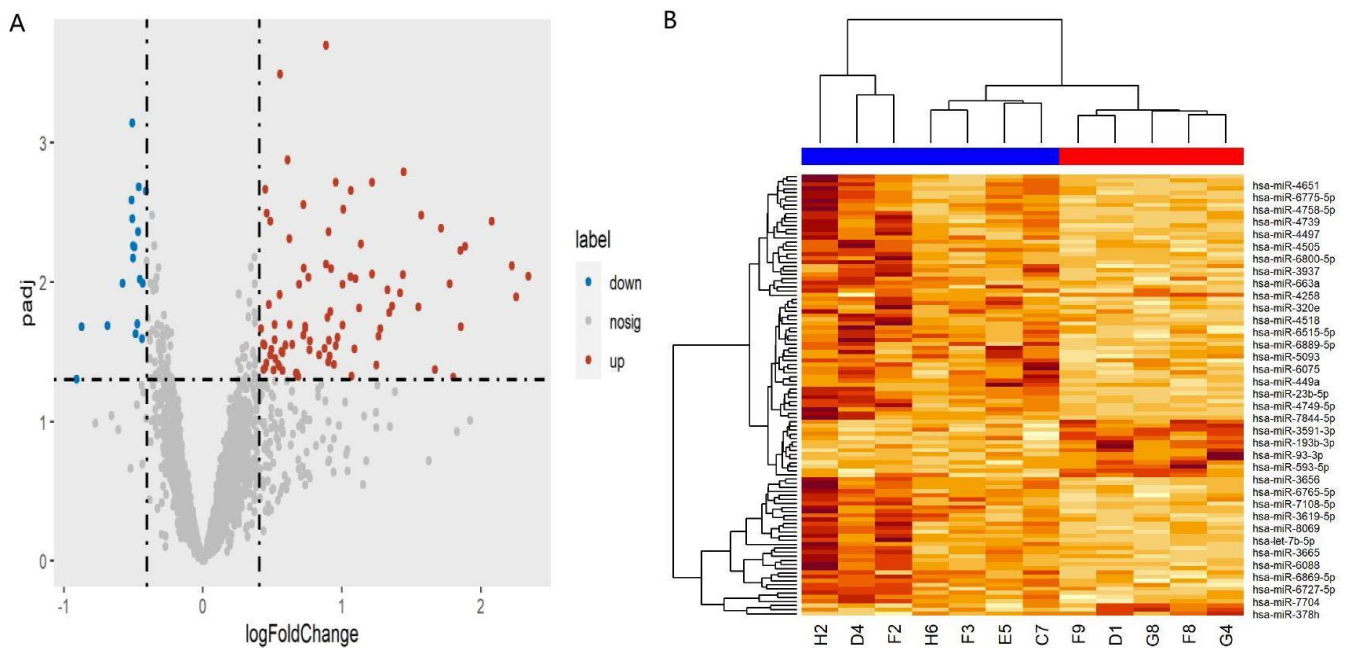 A
3
2
1
0
padj
-1
0
1
2
logFoldChange
label
down
nosig
up
B
hsa-miR-4651
hsa-miR-6775-5p
hsa-miR-4758-5p
hsa-miR-4739
hsa-miR-4497
hsa-miR-4505
hsa-miR-6800-5p
hsa-miR-3937
hsa-miR-663a
hsa-miR-4258
hsa-miR-320e
hsa-miR-4518
hsa-miR-6515-5p
hsa-miR-6889-5p
hsa-miR-5093
hsa-miR-6075
hsa-miR-449a
hsa-miR-23b-5p
hsa-miR-4749-5p
hsa-miR-7844-5p
hsa-miR-3591-3p
hsa-miR-193b-3p
hsa-miR-93-3p
hsa-miR-593-5p
hsa-miR-3656
hsa-miR-6765-5p
hsa-miR-7108-5p
hsa-miR-3619-5p
hsa-miR-8069
hsa-let-7b-5p
hsa-miR-3665
hsa-miR-6088
hsa-miR-6869-5p
hsa-miR-6727-5p
hsa-miR-7704
hsa-miR-378h
H2
D4
F2
H6
F3
E5
C7
F9
D1
G8
F8
G4